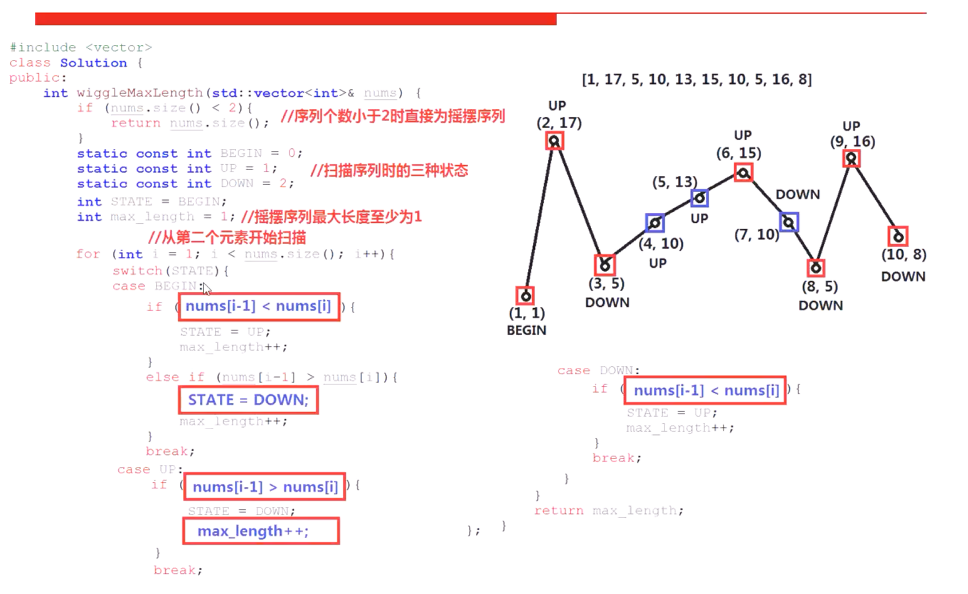 #include <vector>
class Solution {
public:
int wiggleMaxLength(std::vector<int>& nums) {
if (nums.size() < 2){ //序列个数小于2时直接为摇摆序列
return nums.size();
}
static const int BEGIN = 0;
static const int UP = 1; //扫描序列时的三种状态
static const int DOWN = 2;
int STATE = BEGIN;
int max_length = 1; //摇摆序列最大长度至少为1
//从第二个元素开始扫描
for (int i = 1; i < nums.size(); i++){
switch(STATE){
case BEGIN:
if ( nums[i-1] < nums[i] ){
STATE = UP;
max_length++;
}
else if (nums[i-1] > nums[i]){
STATE = DOWN;
max_length++;
}
break;
case UP:
if ( nums[i-1] > nums[i] ){
STATE = DOWN;
max_length++;
}
break;
case DOWN:
if ( nums[i-1] < nums[i] ){
STATE = UP;
max_length++;
}
break;
}
}
return max_length;
}
};
[1, 17, 5, 10, 13, 15, 10, 5, 16, 8]
UP
(2, 17)
UP
(6, 15)
UP
(9, 16)
(5, 13)
UP
DOWN
(7, 10)
(4, 10)
UP
(3, 5)
DOWN
(8, 5)
DOWN
(10, 8)
DOWN
(1, 1)
BEGIN